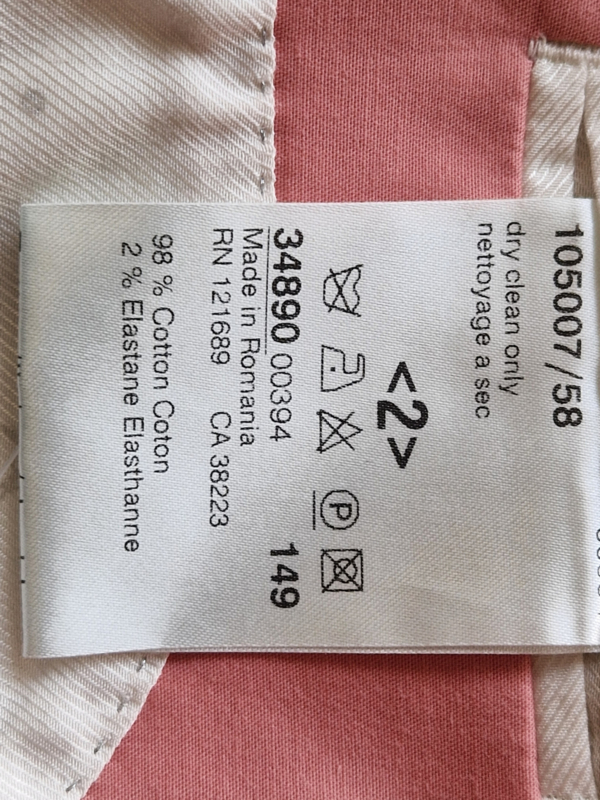 105007/58
dry clean only
nettoyage a sec
<2>
P
34890 00394 149
Made in Romania
RN 121689 CA 38223
98 % Cotton Coton
2 % Elastane Elasthanne